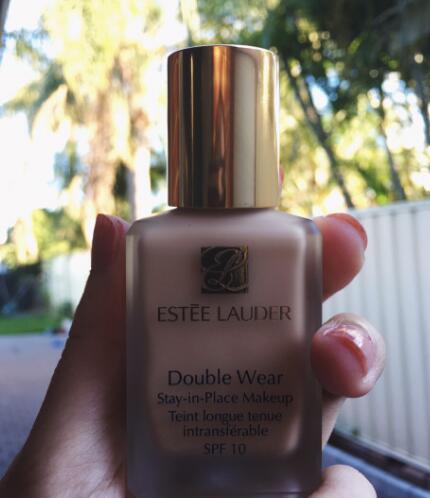 EL
ESTĒE LAUDER
Double Wear
Stay-in-Place Makeup
Teint longue tenue
intransférable
SPF 10